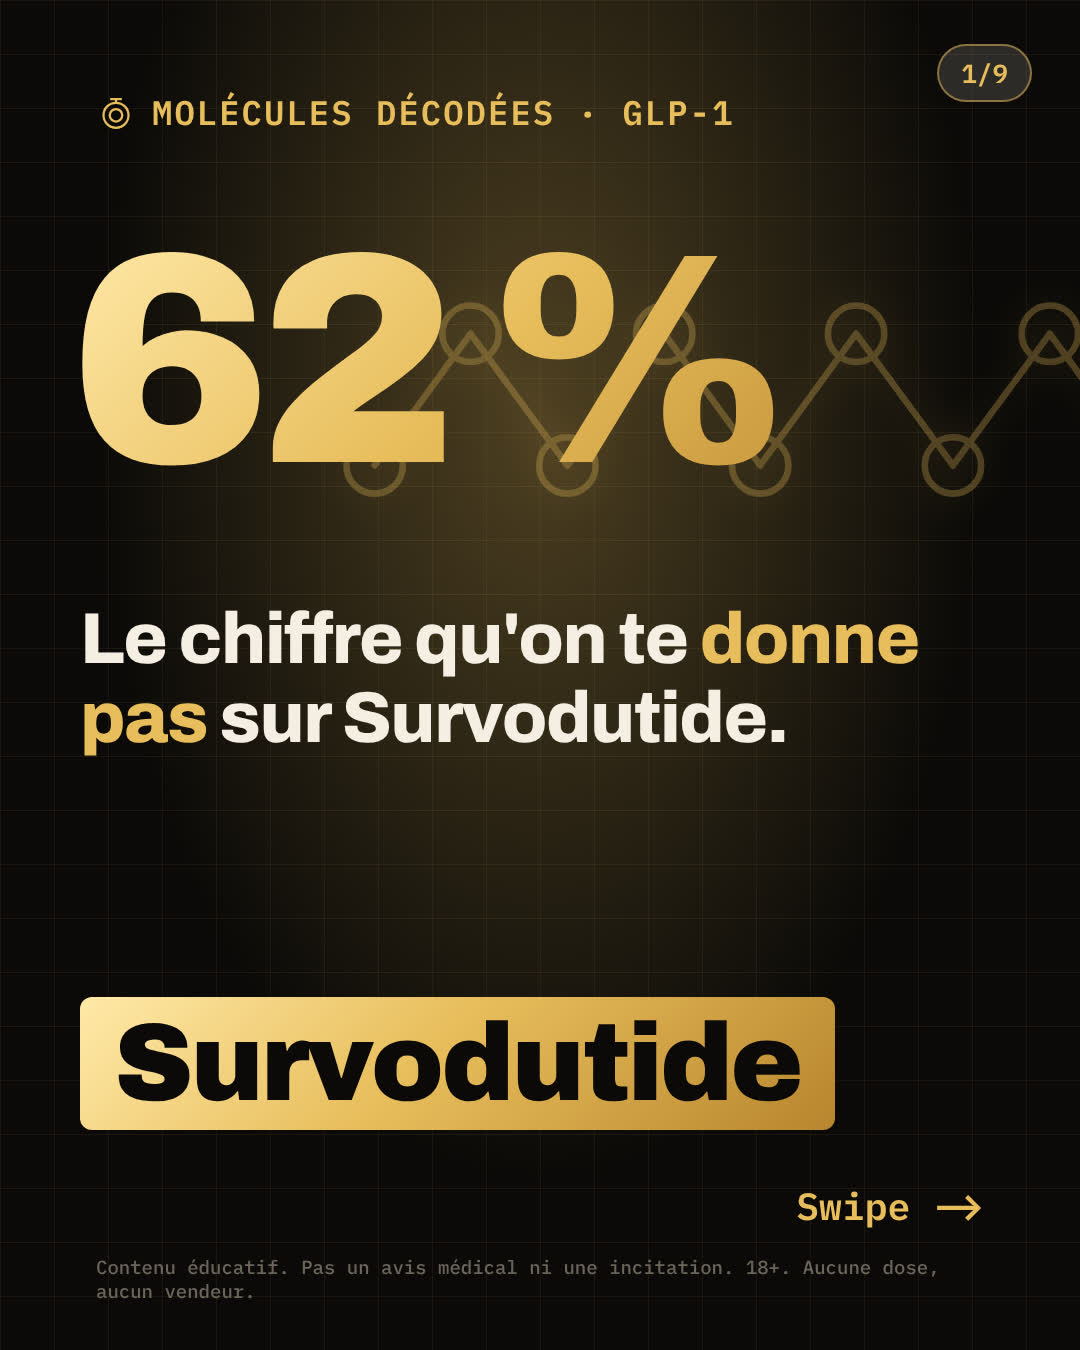 1/9
MOLÉCULES DÉCODÉES · GLP-1
62%
Le chiffre qu'on te donne
pas sur Survodutide.
Survodutide
Swipe →
Contenu éducatif. Pas un avis médical ni une incitation. 18+. Aucune dose,
aucun vendeur.